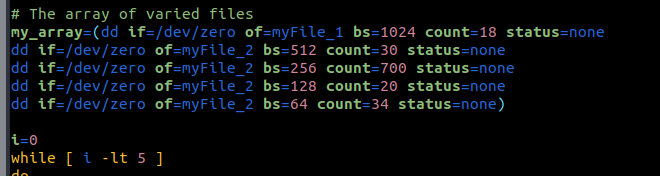 # The array of varied files
my_array=(dd if=/dev/zero of=myFile_1 bs=1024 count=18 status=none
dd if=/dev/zero of=myFile_2 bs=512 count=30 status=none
dd if=/dev/zero of=myFile_2 bs=256 count=700 status=none
dd if=/dev/zero of=myFile_2 bs=128 count=20 status=none
dd if=/dev/zero of=myFile_2 bs=64 count=34 status=none)
i=0
while [ i -lt 5 ]
do